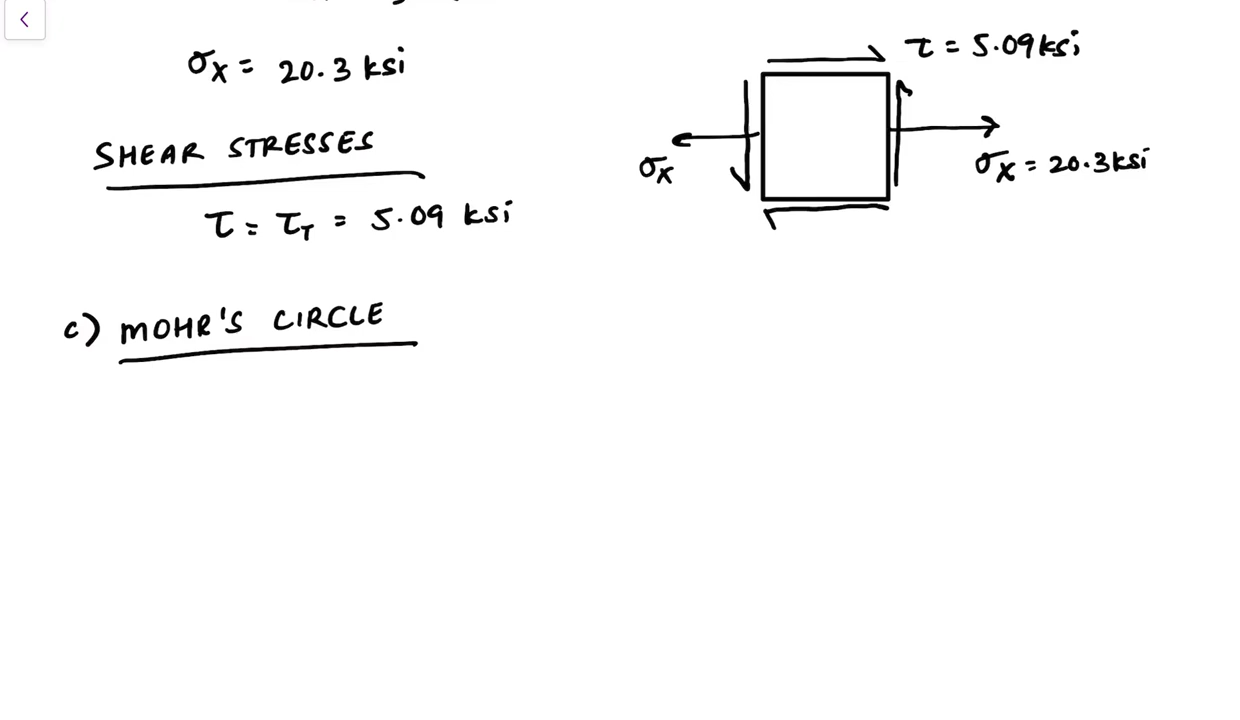 σx = 20.3 ksi
SHEAR STRESSES
τ = τT = 5.09 ksi
τ = 5.09 ksi
σx
σx = 20.3 ksi
c) MOHR'S CIRCLE